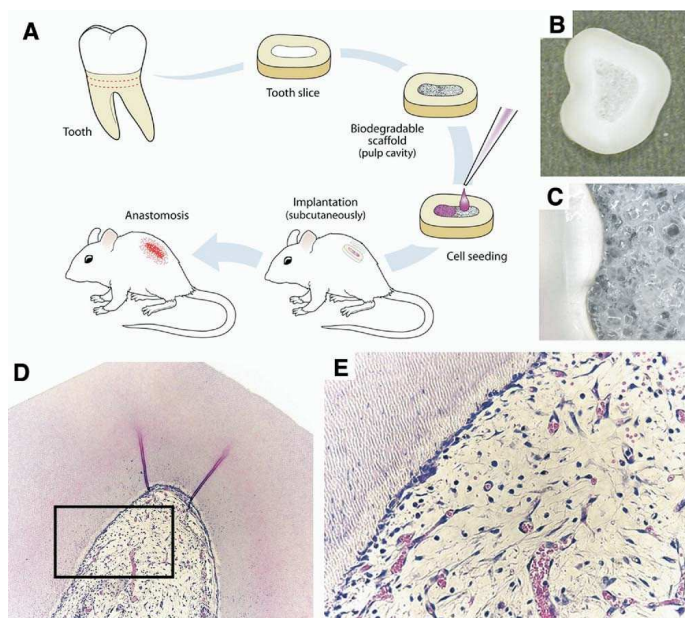 A
B
Tooth
Tooth slice
Biodegradable
scaffold
(pulp cavity)
Cell seeding
Implantation
(subcutaneously)
Anastomosis
C
D
E